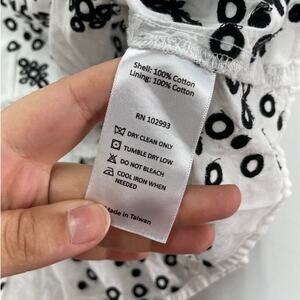 Shell: 100% Cotton
Lining: 100% Cotton
RN 102993
DRY CLEAN ONLY
TUMBLE DRY LOW
DO NOT BLEACH
COOL IRON WHEN
NEEDED
Made in Taiwan